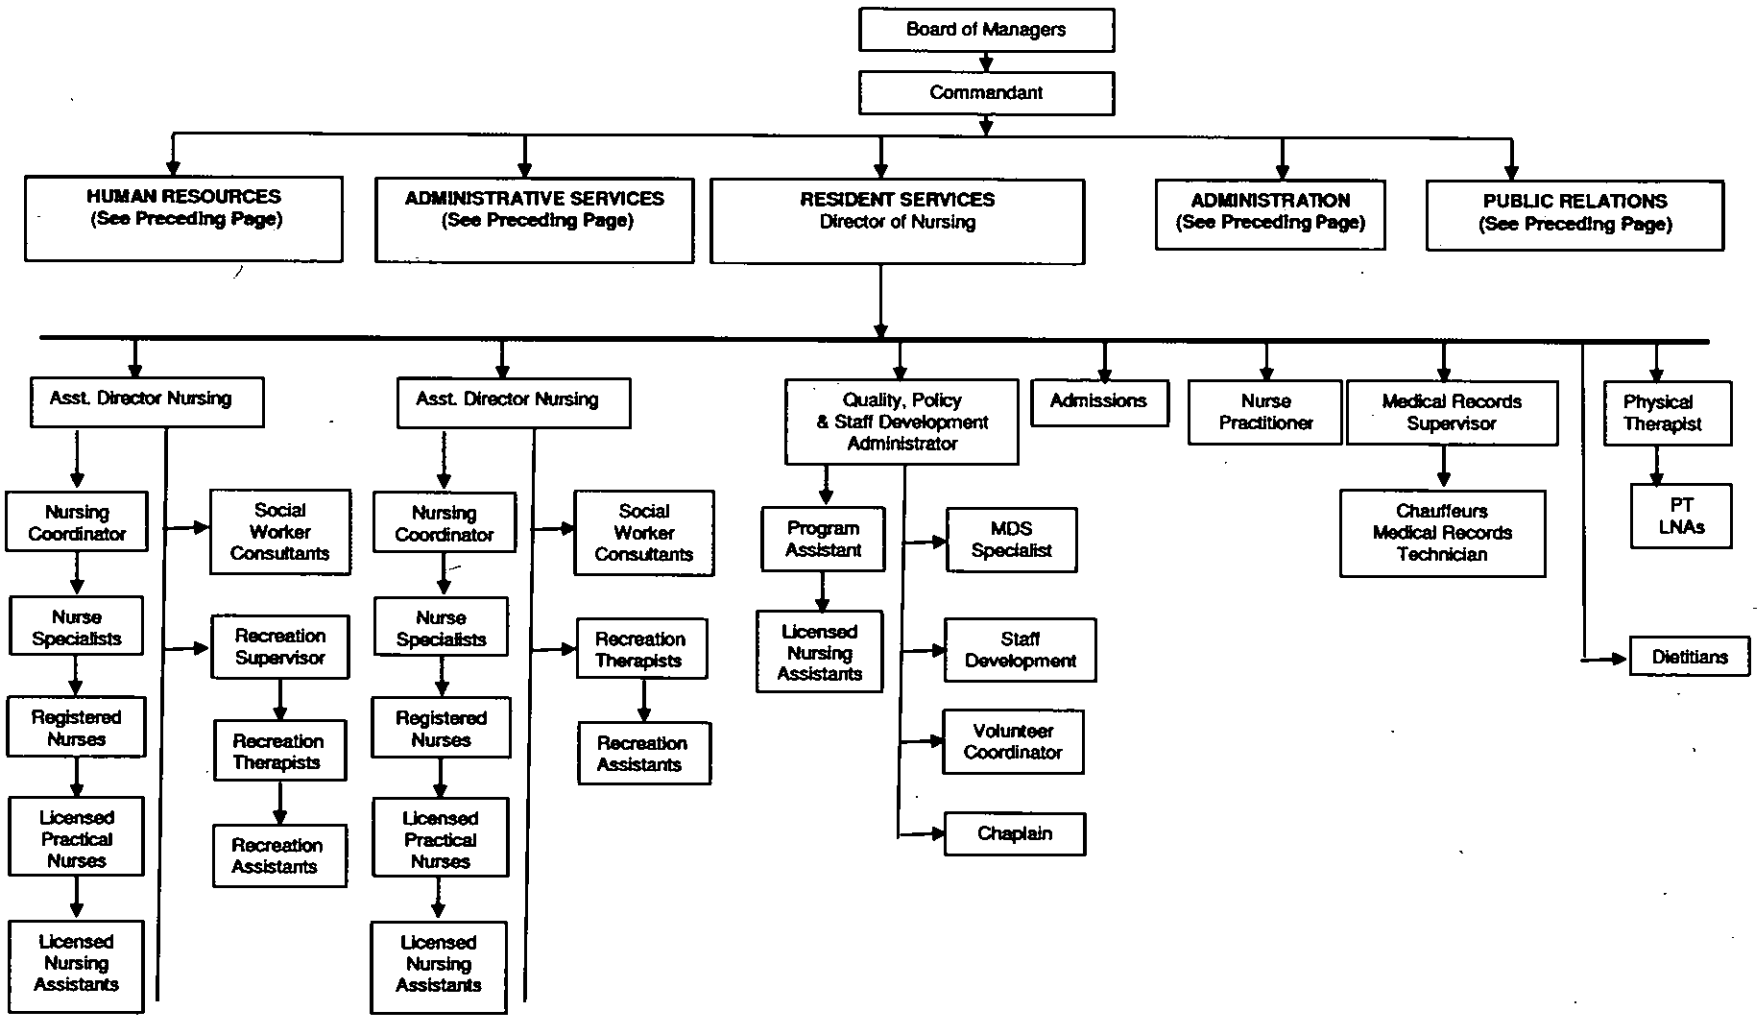 Board of Managers
Commandant
HUMAN RESOURCES
(See Preceding Page)
ADMINISTRATIVE SERVICES
(See Preceding Page)
RESIDENT SERVICES
Director of Nursing
ADMINISTRATION
(See Preceding Page)
PUBLIC RELATIONS
(See Preceding Page)
Asst. Director Nursing
Asst. Director Nursing
Quality, Policy
& Staff Development
Administrator
Admissions
Nurse
Practitioner
Medical Records
Supervisor
Physical
Therapist
Nursing
Coordinator
Social
Worker
Consultants
Nursing
Coordinator
Social
Worker
Consultants
Program
Assistant
MDS
Specialist
Chauffeurs
Medical Records
Technician
PT
LNAs
Nurse
Specialists
Recreation
Supervisor
Nurse
Specialists
Recreation
Therapists
Licensed
Nursing
Assistants
Staff
Development
Dietitians
Registered
Nurses
Recreation
Therapists
Registered
Nurses
Recreation
Assistants
Volunteer
Coordinator
Licensed
Practical
Nurses
Recreation
Assistants
Licensed
Practical
Nurses
Chaplain
Licensed
Nursing
Assistants
Licensed
Nursing
Assistants